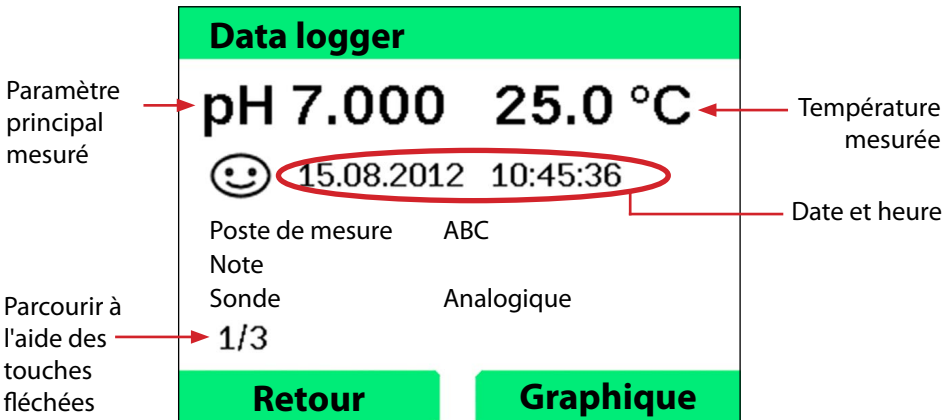 Data logger
Paramètre
principal
mesuré
pH 7.000 25.0 °C
Température
mesurée
15.08.2012 10:45:36
Date et heure
Poste de mesure ABC
Note
Sonde Analogique
Parcourir à
l'aide des
touches
fléchées
1/3
Retour Graphique